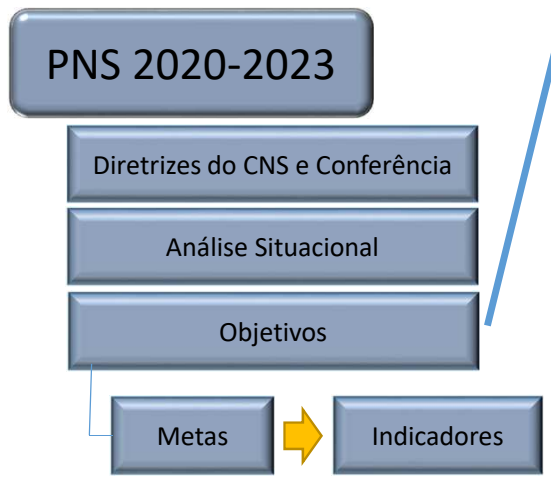 PNS 2020-2023
Diretrizes do CNS e Conferência
Análise Situacional
Objetivos
Metas
Indicadores